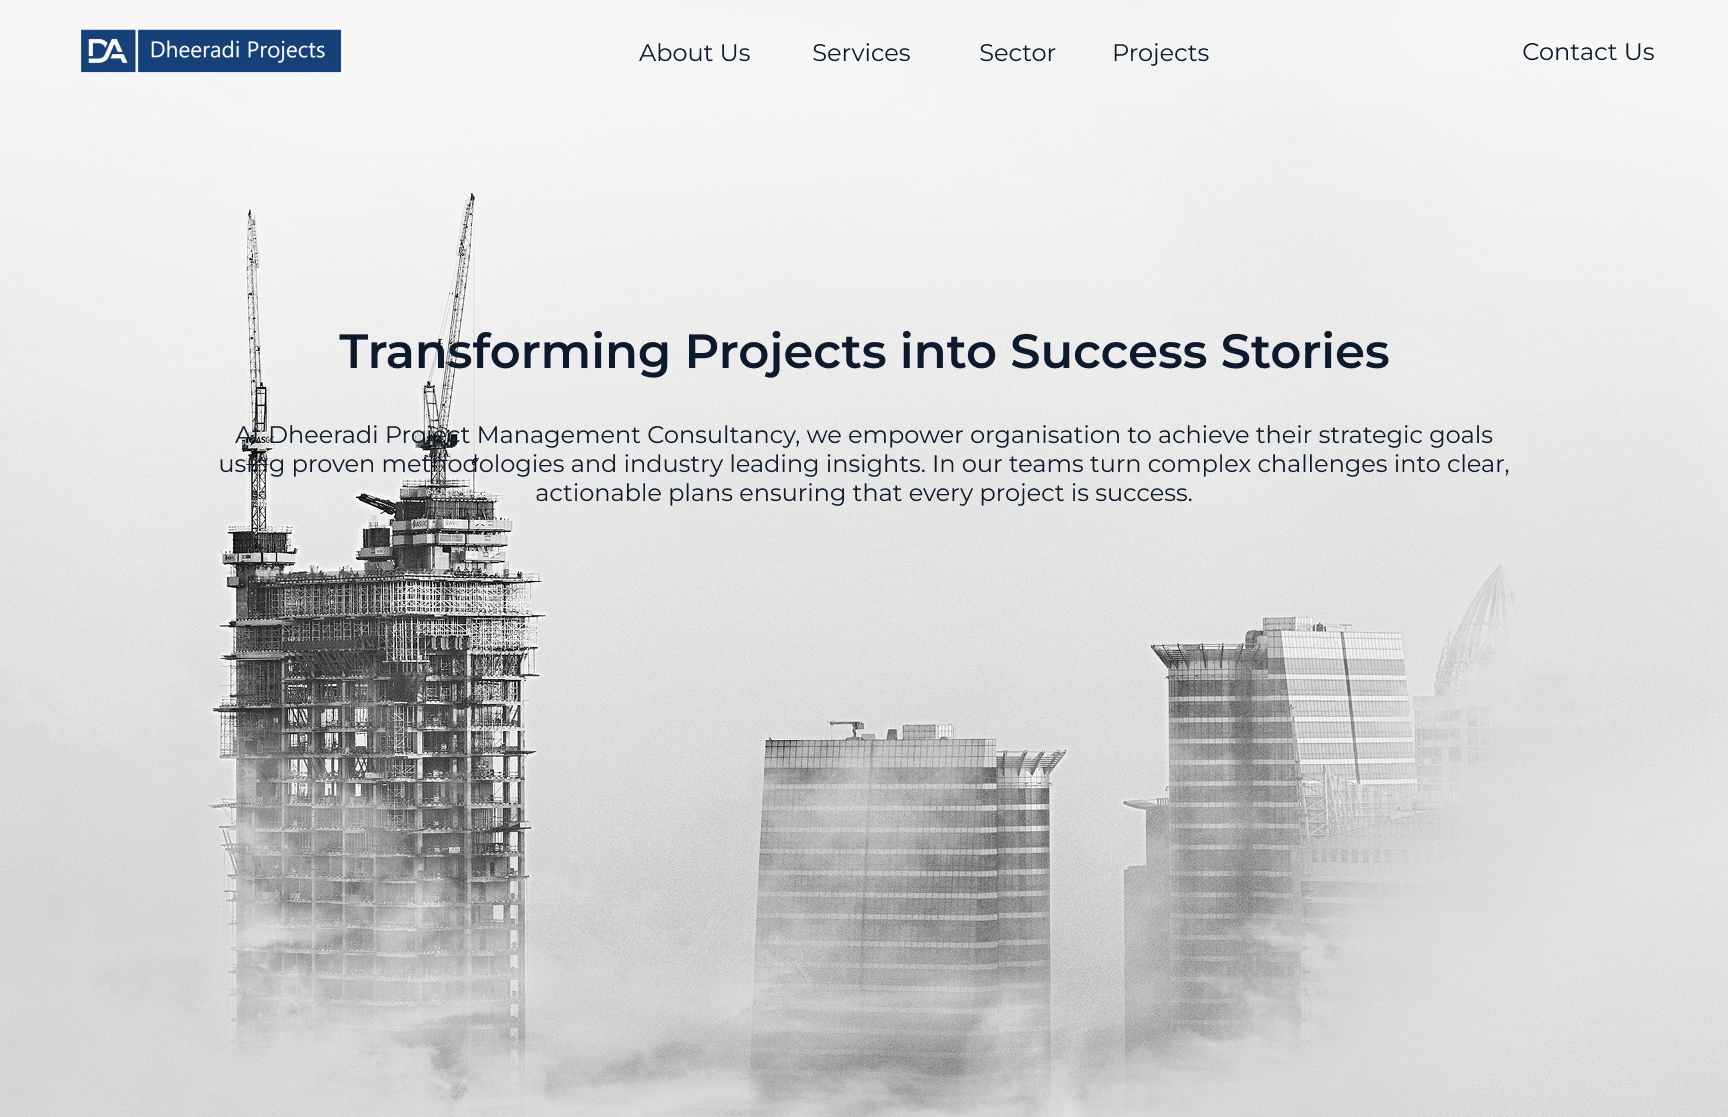 DA Dheeradi Projects
About Us Services Sector Projects
Contact Us
Transforming Projects into Success Stories
At Dheeradi Project Management Consultancy, we empower organisation to achieve their strategic goals
using proven methodologies and industry leading insights. In our teams turn complex challenges into clear,
actionable plans ensuring that every project is success.